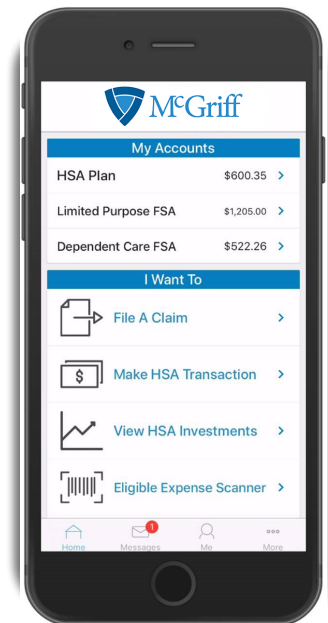 McGriff
My Accounts
HSA Plan $600.35
Limited Purpose FSA $1,205.00
Dependent Care FSA $522.26
I Want To
File A Claim
$ Make HSA Transaction
View HSA Investments
Eligible Expense Scanner
1
Home Messages Me More